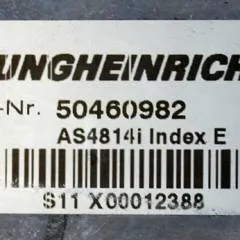 UNGHEINRICH
-Nr. 50460982
AS4814i Index E
S11 X00012388